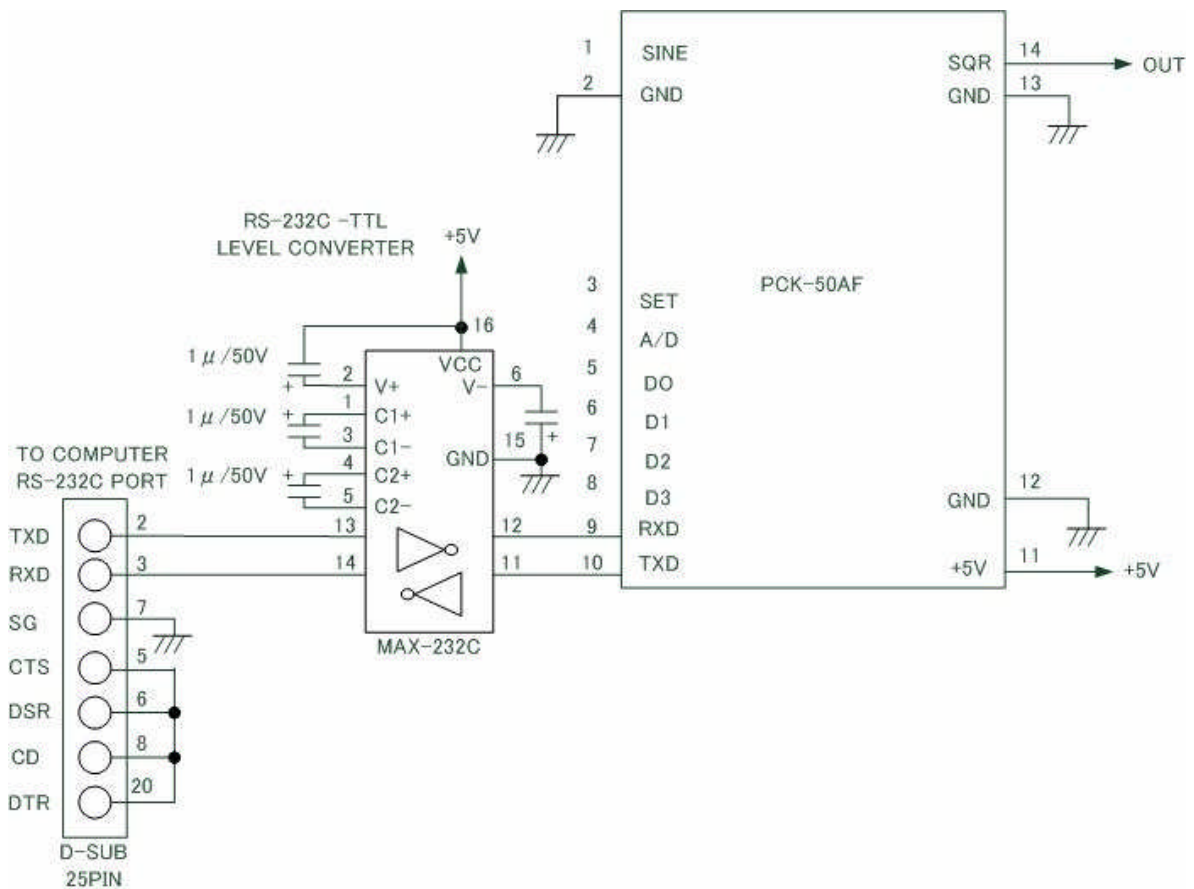 1
SINE
2
GND
SQR
14
OUT
13
GND
RS-232C -TTL
LEVEL CONVERTER
+5V
PCK-50AF
3
SET
4
A/D
5
DO
6
D1
7
D2
8
D3
9
RXD
10
TXD
GND
12
+5V
11
+5V
16
VCC
1μ/50V
+
2
V+
V-
6
1μ/50V
+
1
C1+
3
C1-
+
15
GND
1μ/50V
+
4
C2+
5
C2-
13
12
14
11
MAX-232C
TO COMPUTER
RS-232C PORT
TXD
2
RXD
3
SG
7
CTS
5
DSR
6
CD
8
DTR
20
D-SUB
25PIN